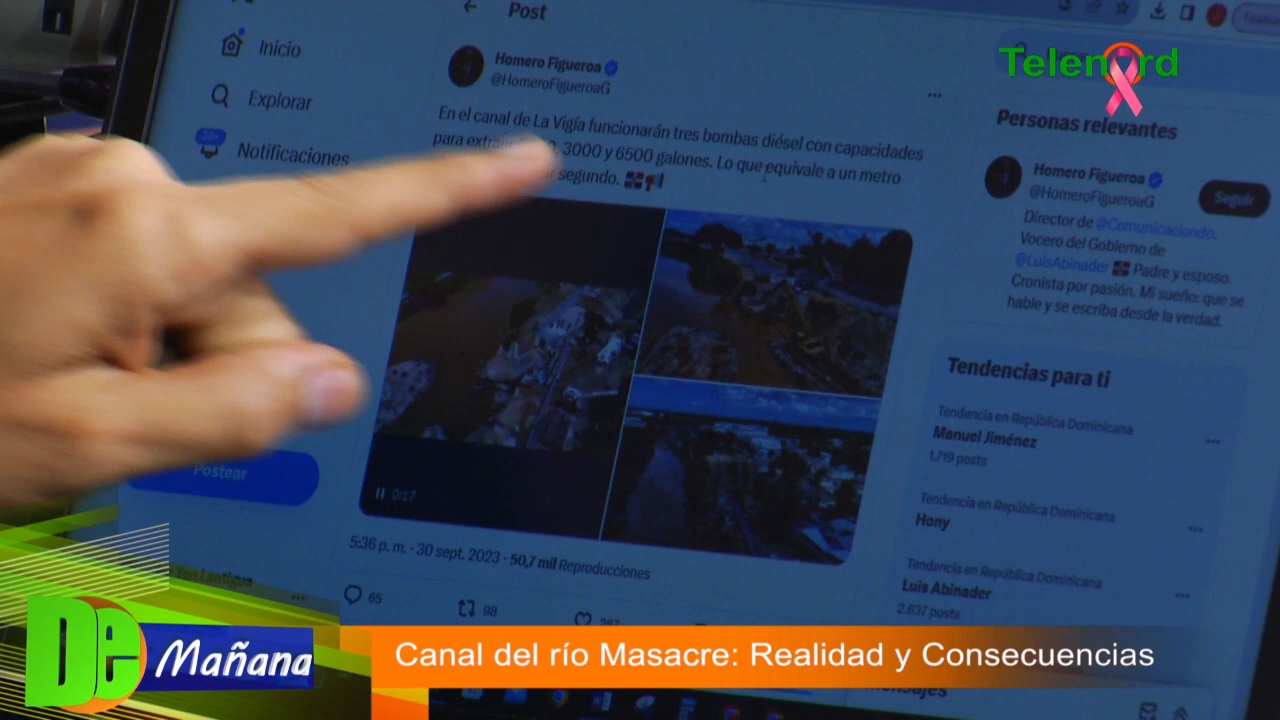 Post
Inicio
Explorar
20+
Notificaciones
Homero Figueroa
@HomeroFigueroaG
En el canal de La Vigía funcionarán tres bombas diésel con capacidades
para 3000 y 6500 galones. Lo que equivale a un metro
segundo.
0:17
5:36 p. m. · 30 sept. 2023 · 50,7 mil Reproducciones
65
98
Postear
Telenord
Personas relevantes
Homero Figueroa
@HomeroFigueroaG
Seguir
Director de @Comunicaciondo.
Vocero del Gobierno de
@LuisAbinader Padre y esposo.
Cronista por pasión. Mi sueño: que se
hable y se escriba desde la verdad.
Tendencias para ti
Tendencia en República Dominicana
Manuel Jiménez
1.719 posts
Tendencia en República Dominicana
Hony
Tendencia en República Dominicana
Luis Abinader
2.637 posts
Mensajes
De Mañana
Canal del río Masacre: Realidad y Consecuencias